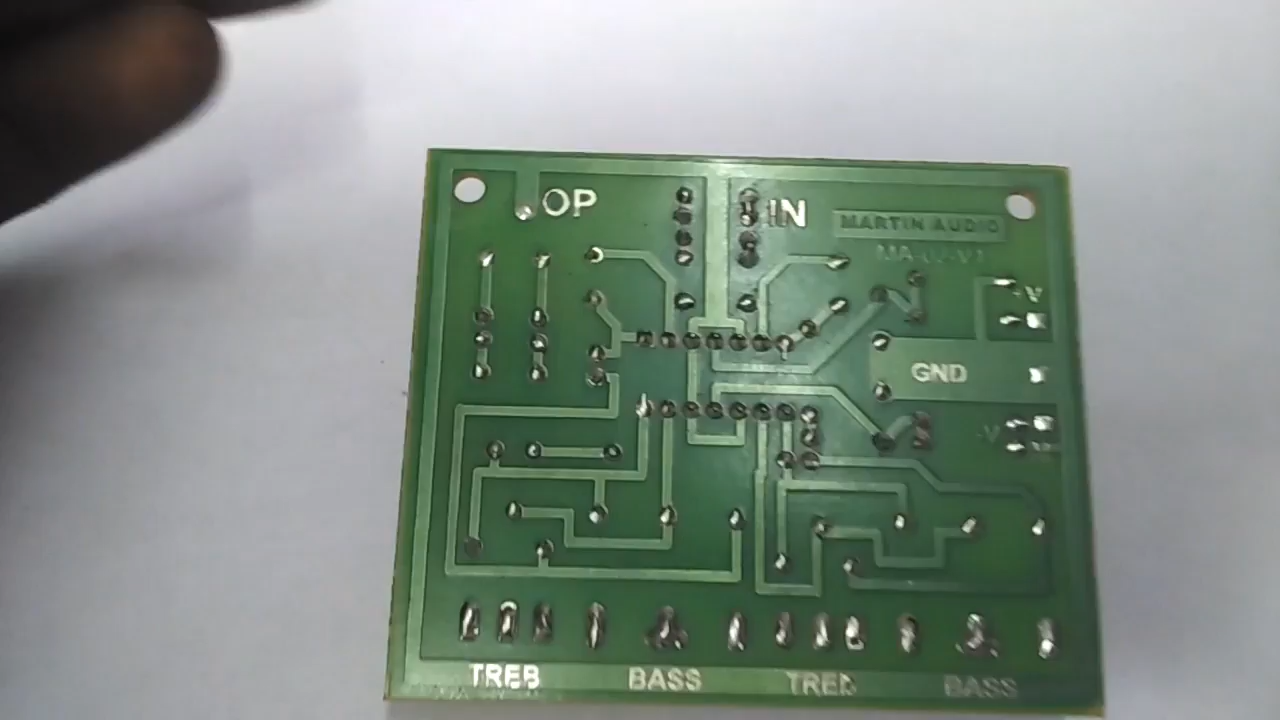 OP
IN
MARTIN AUDIO
V
GND
-V
TREB
BASS
TREB
BASS